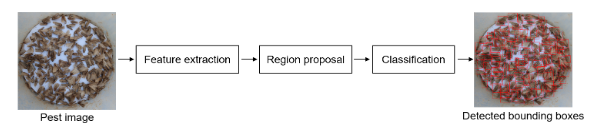 Feature extraction
Region proposal
Classification
Pest image
Detected bounding boxes